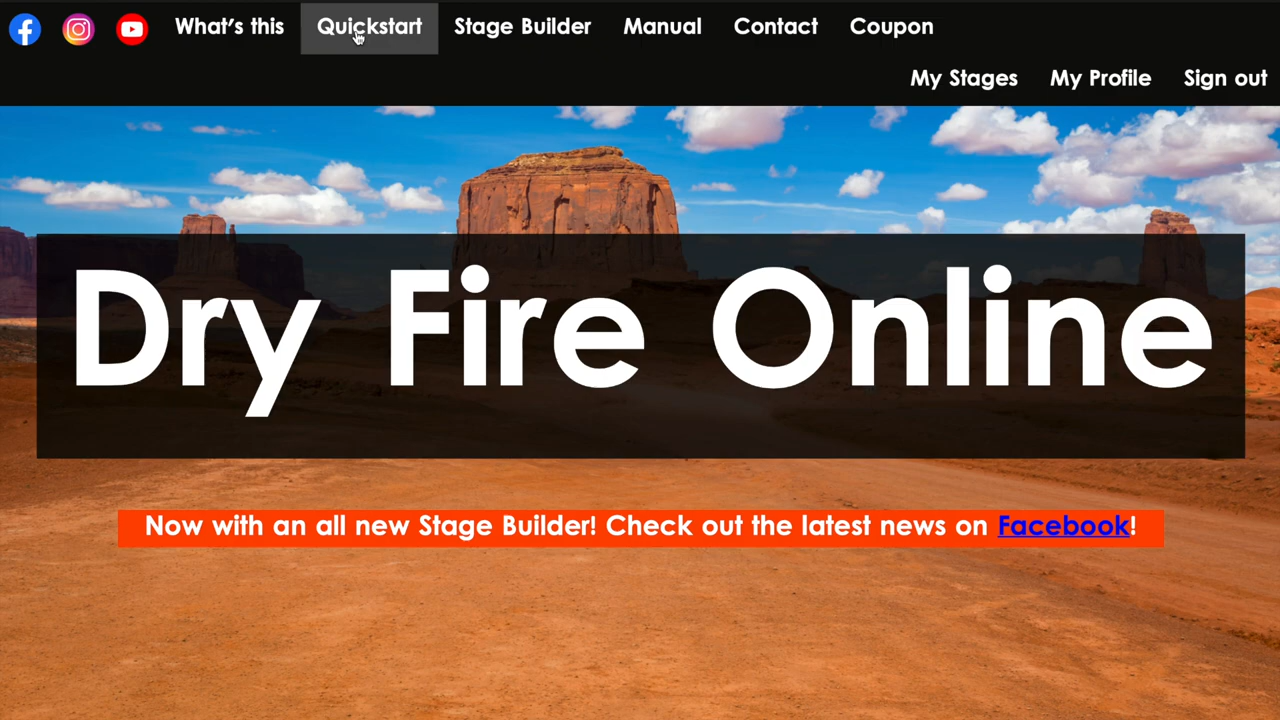 What's this Quickstart Stage Builder Manual Contact Coupon
My Stages My Profile Sign out
Dry Fire Online
Now with an all new Stage Builder! Check out the latest news on Facebook!